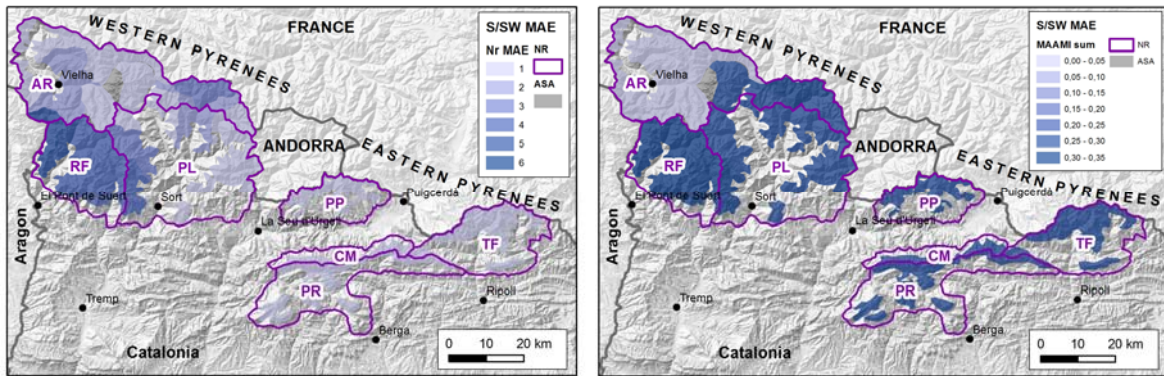 FRANCE
WESTERN PYRENEES
S/SW MAE
Nr MAE NR
1
2 ASA
3
4
5
6
AR
Vielha
ANDORRA
EASTERN PYRENEES
RF
PL
El Pont de Suert
Sort
PP
Puigcerdà
La Seu d'Urgell
TF
CM
PR
Aragon
Tremp
Ripoll
Berga
Catalonia
0 10 20 km
FRANCE
WESTERN PYRENEES
S/SW MAE
MAAMI sum NR
0,00 - 0,05 ASA
0,05 - 0,10
0,10 - 0,15
0,15 - 0,20
0,20 - 0,25
0,25 - 0,30
0,30 - 0,35
AR
Vielha
ANDORRA
EASTERN PYRENEES
RF
PL
El Pont de Suert
Sort
PP
Puigcerdà
La Seu d'Urgell
TF
CM
PR
Aragon
Tremp
Ripoll
Berga
Catalonia
0 10 20 km